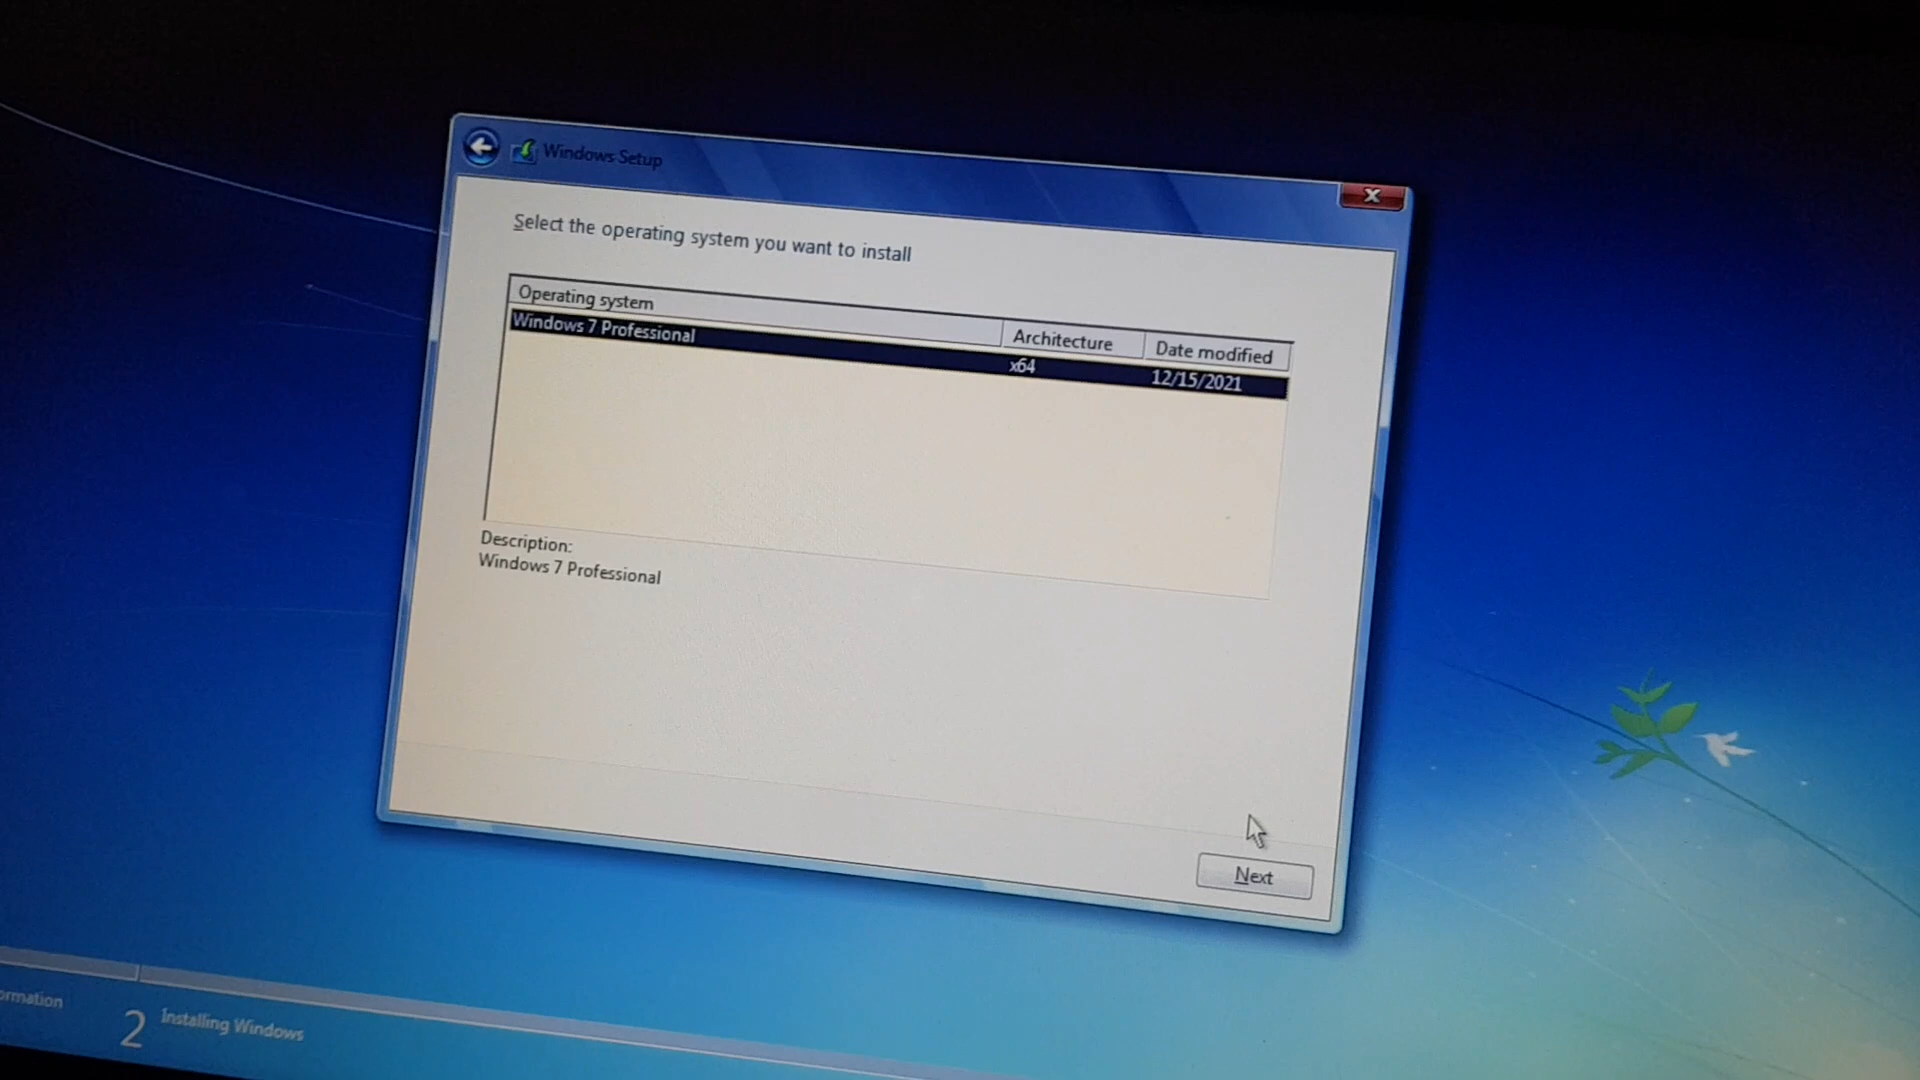 Windows Setup
Select the operating system you want to install
Operating system Architecture Date modified
Windows 7 Professional x64 12/15/2021
Description:
Windows 7 Professional
Next
ormation
2 Installing Windows